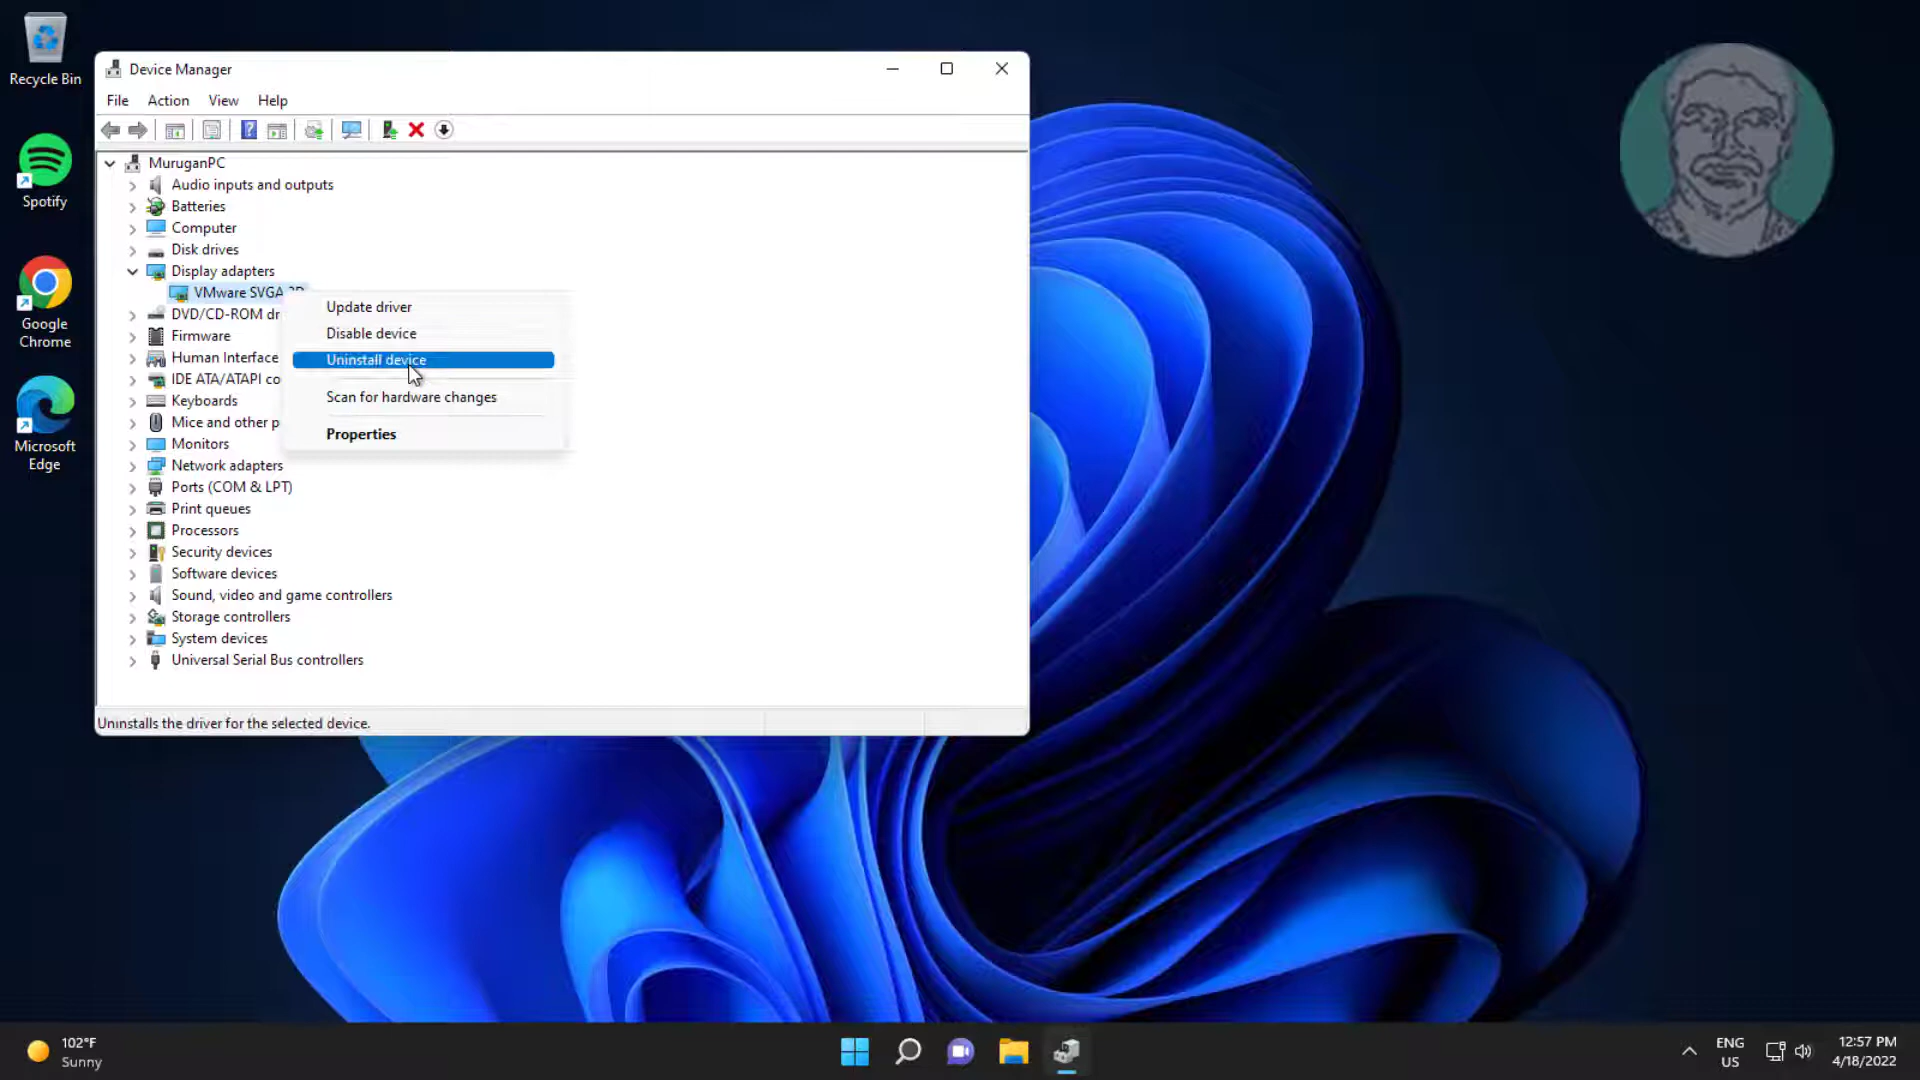 Recycle Bin
Spotify
Google
Chrome
Microsoft
Edge
Device Manager
File Action View Help
MuruganPC
Audio inputs and outputs
Batteries
Computer
Disk drives
Display adapters
VMware SVGA 3D
DVD/CD-ROM dr
Firmware
Human Interface
IDE ATA/ATAPI co
Keyboards
Mice and other p
Monitors
Network adapters
Ports (COM & LPT)
Print queues
Processors
Security devices
Software devices
Sound, video and game controllers
Storage controllers
System devices
Universal Serial Bus controllers
Update driver
Disable device
Uninstall device
Scan for hardware changes
Properties
Uninstalls the driver for the selected device.
102°F
Sunny
ENG
US
12:57 PM
4/18/2022